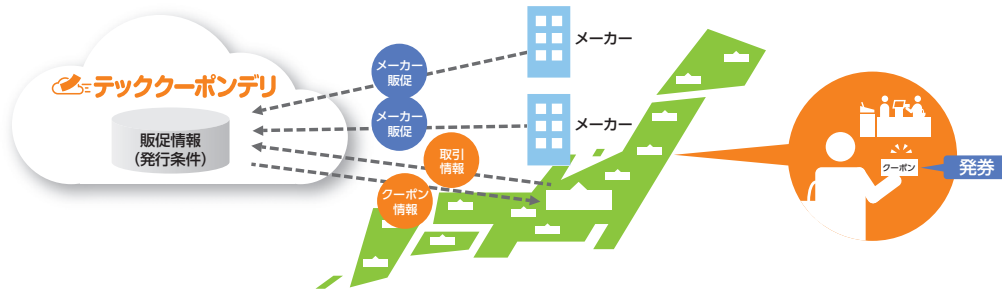 テッククーポンデリ
販促情報
（発行条件）
メーカー
販促
メーカー
メーカー
販促
メーカー
取引
情報
クーポン
情報
クーポン
発券